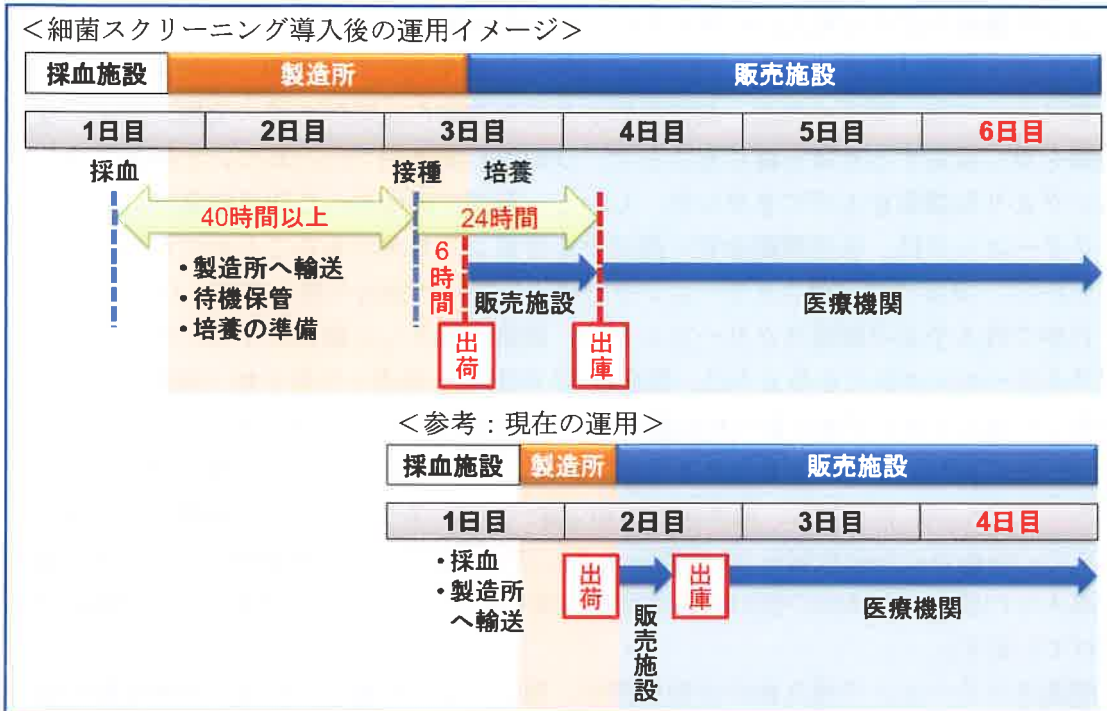 ＜細菌スクリーニング導入後の運用イメージ＞
採血施設 製造所 販売施設
1日目 2日目 3日目 4日目 5日目 6日目
採血 接種 培養
40時間以上 24時間
・製造所へ輸送
・待機保管
・培養の準備
6時間
販売施設 医療機関
出荷 出庫
＜参考：現在の運用＞
採血施設 製造所 販売施設
1日目 2日目 3日目 4日目
・採血
・製造所
へ輸送
出荷 出庫
販売施設
医療機関